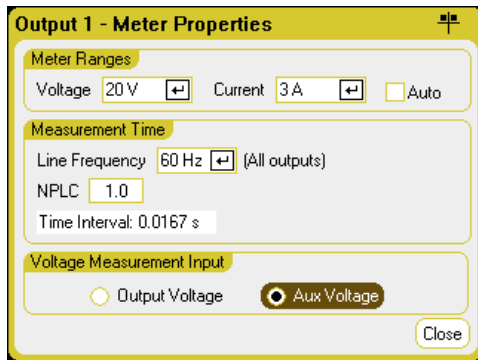 Output 1 - Meter Properties
Meter Ranges
Voltage 20 V Current 3 A Auto
Measurement Time
Line Frequency 60 Hz (All outputs)
NPLC 1.0
Time Interval: 0.0167 s
Voltage Measurement Input
Output Voltage Aux Voltage
Close